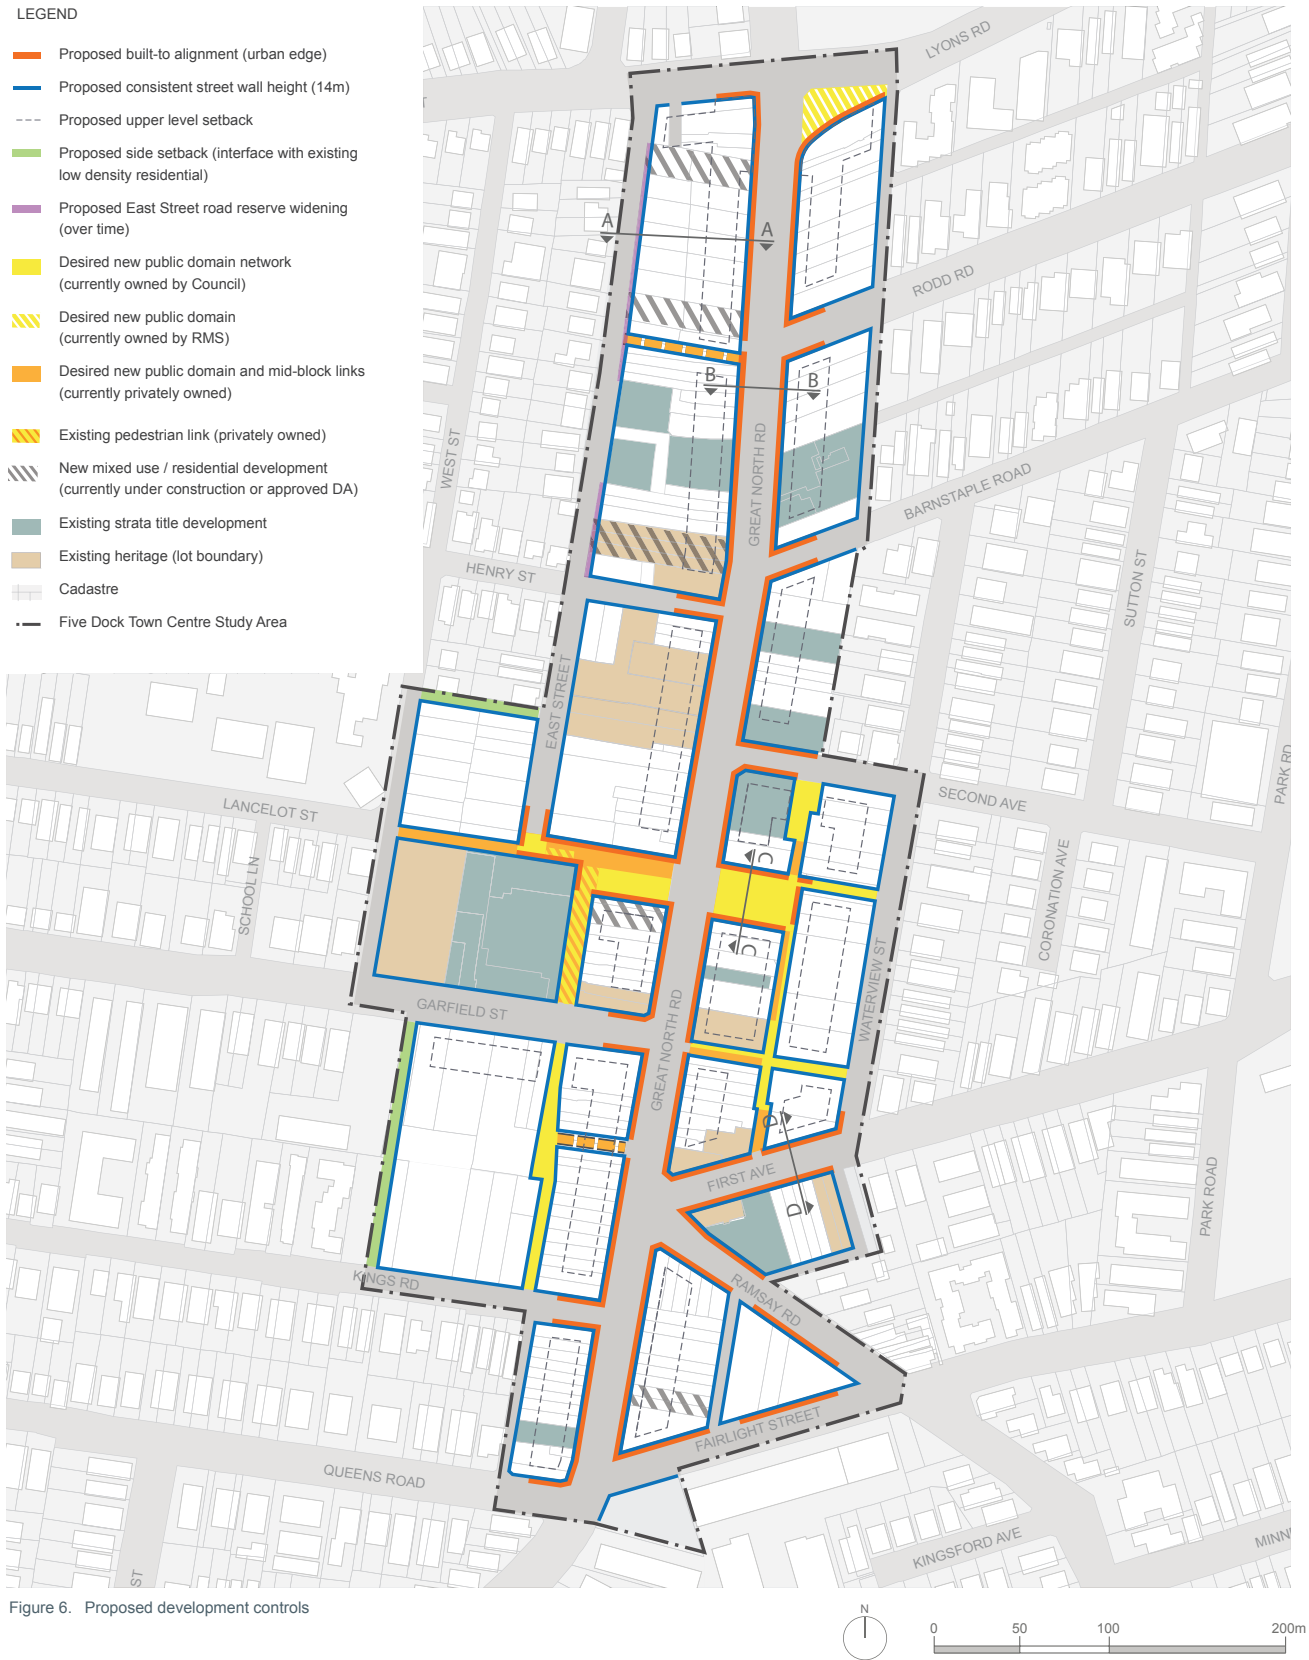 LEGEND
Proposed built-to alignment (urban edge)
Proposed consistent street wall height (14m)
Proposed upper level setback
Proposed side setback (interface with existing
low density residential)
Proposed East Street road reserve widening
(over time)
Desired new public domain network
(currently owned by Council)
Desired new public domain
(currently owned by RMS)
Desired new public domain and mid-block links
(currently privately owned)
Existing pedestrian link (privately owned)
New mixed use / residential development
(currently under construction or approved DA)
Existing strata title development
Existing heritage (lot boundary)
Cadastre
Five Dock Town Centre Study Area
LYONS RD
A
A
RODD RD
B
B
WEST ST
GREAT NORTH RD
BARNSTAPLE ROAD
HENRY ST
SUTTON ST
EAST STREET
PARK RD
LANCELOT ST
SECOND AVE
SCHOOL LN
CORONATION AVE
C
C
WATERVIEW ST
GARFIELD ST
GREAT NORTH RD
D
FIRST AVE
PARK ROAD
D
KINGS RD
RAMSAY RD
FAIRLIGHT STREET
QUEENS ROAD
KINGSFORD AVE
MINN
ST
Figure 6. Proposed development controls
N
0 50 100 200m